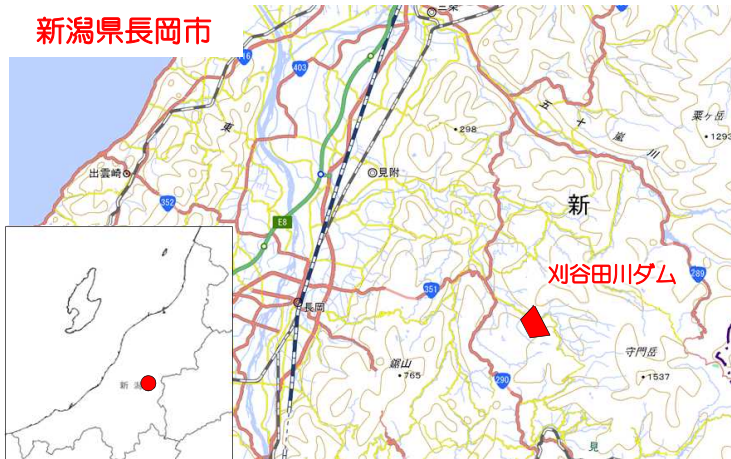 新潟県長岡市
三条
403
五十嵐川
粟ヶ岳
1293
298
東
出雲崎
見附
352
新
E8
刈谷田川ダム
289
351
長岡
守門岳
1537
鋸山
765
290
新潟
見